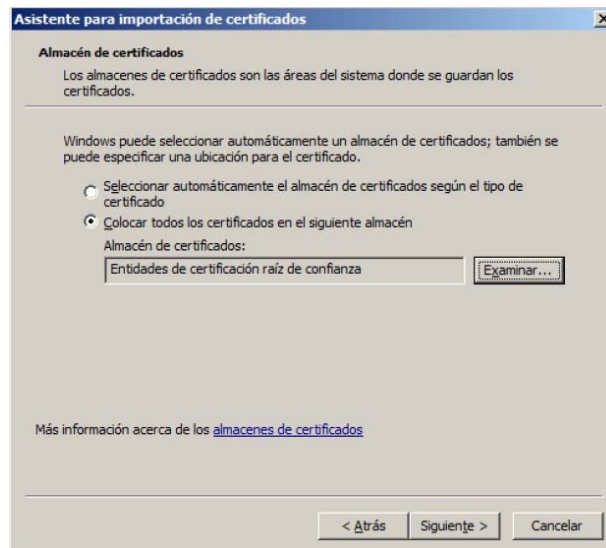 Asistente para importación de certificados
Almacén de certificados
Los almacenes de certificados son las áreas del sistema donde se guardan los
certificados.
Windows puede seleccionar automáticamente un almacén de certificados; también se
puede especificar una ubicación para el certificado.
Seleccionar automáticamente el almacén de certificados según el tipo de
certificado
Colocar todos los certificados en el siguiente almacén
Almacén de certificados:
Entidades de certificación raíz de confianza
Examinar...
Más información acerca de los almacenes de certificados
< Atrás
Siguiente >
Cancelar